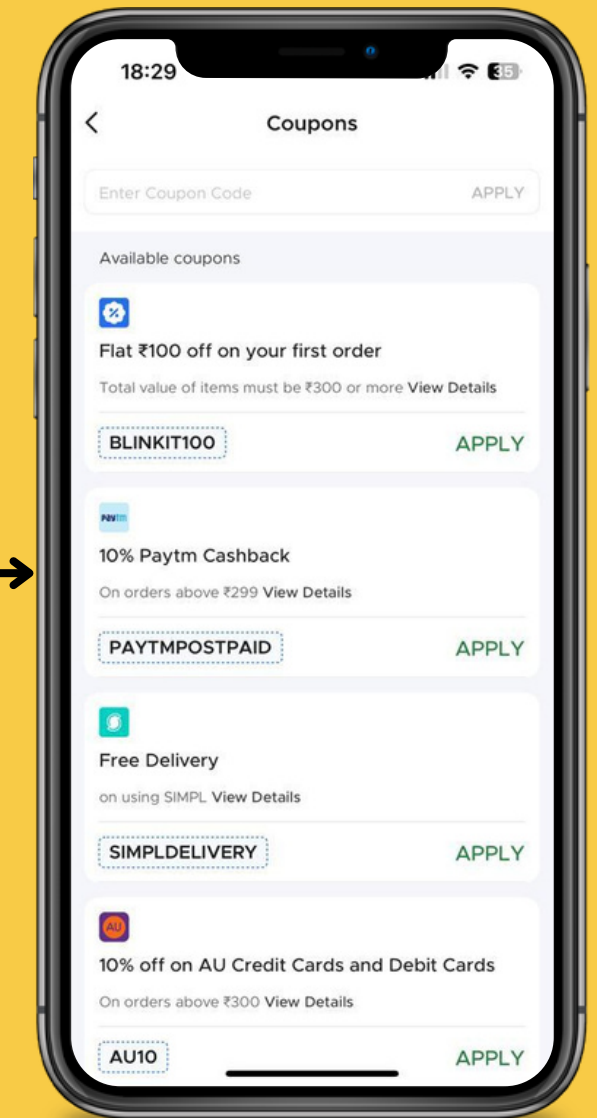 18:29
35
Coupons
Enter Coupon Code APPLY
Available coupons
Flat ₹100 off on your first order
Total value of items must be ₹300 or more View Details
BLINKIT100 APPLY
Paytm
10% Paytm Cashback
On orders above ₹299 View Details
PAYTMPOSTPAID APPLY
Free Delivery
on using SIMPL View Details
SIMPLDELIVERY APPLY
AU
10% off on AU Credit Cards and Debit Cards
On orders above ₹300 View Details
AU10 APPLY